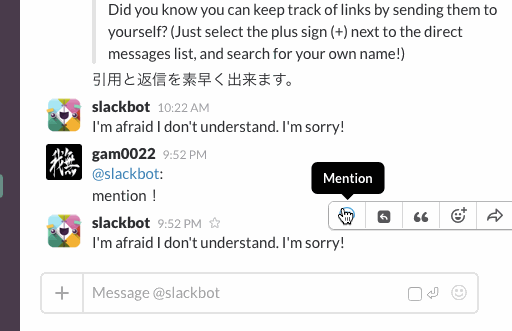 Did you know you can keep track of links by sending them to
yourself? (Just select the plus sign (+) next to the direct
messages list, and search for your own name!)
引用と返信を素早く出来ます。
slackbot 10:22 AM
I'm afraid I don't understand. I'm sorry!
gam0022 9:52 PM
@slackbot:
mention！
Mention
slackbot 9:52 PM
I'm afraid I don't understand. I'm sorry!
Message @slackbot